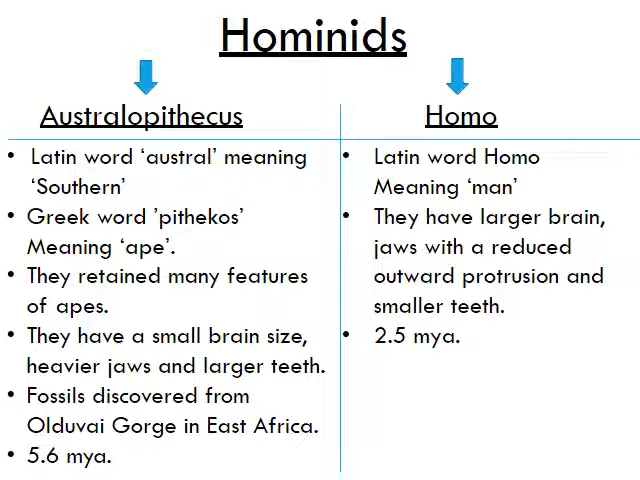 Hominids
Australopithecus
• Latin word ‘austral’ meaning
‘Southern’
• Greek word ’pithekos’
Meaning ‘ape’.
• They retained many features
of apes.
• They have a small brain size,
heavier jaws and larger teeth.
• Fossils discovered from
Olduvai Gorge in East Africa.
• 5.6 mya.
Homo
• Latin word Homo
Meaning ‘man’
• They have larger brain,
jaws with a reduced
outward protrusion and
smaller teeth.
• 2.5 mya.